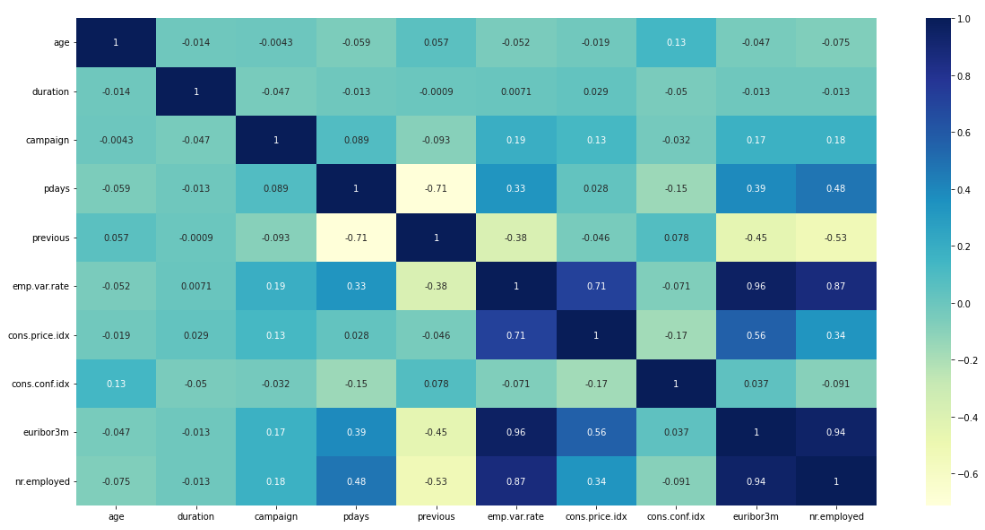 age 1 -0.014 -0.0043 -0.059 0.057 -0.052 -0.019 0.13 -0.047 -0.075
duration -0.014 1 -0.047 -0.013 -0.0009 0.0071 0.029 -0.05 -0.013 -0.013
campaign -0.0043 -0.047 1 0.089 -0.093 0.19 0.13 -0.032 0.17 0.18
pdays -0.059 -0.013 0.089 1 -0.71 0.33 0.028 -0.15 0.39 0.48
previous 0.057 -0.0009 -0.093 -0.71 1 -0.38 -0.046 0.078 -0.45 -0.53
emp.var.rate -0.052 0.0071 0.19 0.33 -0.38 1 0.71 -0.071 0.96 0.87
cons.price.idx -0.019 0.029 0.13 0.028 -0.046 0.71 1 -0.17 0.56 0.34
cons.conf.idx 0.13 -0.05 -0.032 -0.15 0.078 -0.071 -0.17 1 0.037 -0.091
euribor3m -0.047 -0.013 0.17 0.39 -0.45 0.96 0.56 0.037 1 0.94
nr.employed -0.075 -0.013 0.18 0.48 -0.53 0.87 0.34 -0.091 0.94 1
age duration campaign pdays previous emp.var.rate cons.price.idx cons.conf.idx euribor3m nr.employed
1.0
0.8
0.6
0.4
0.2
0.0
−0.2
−0.4
−0.6